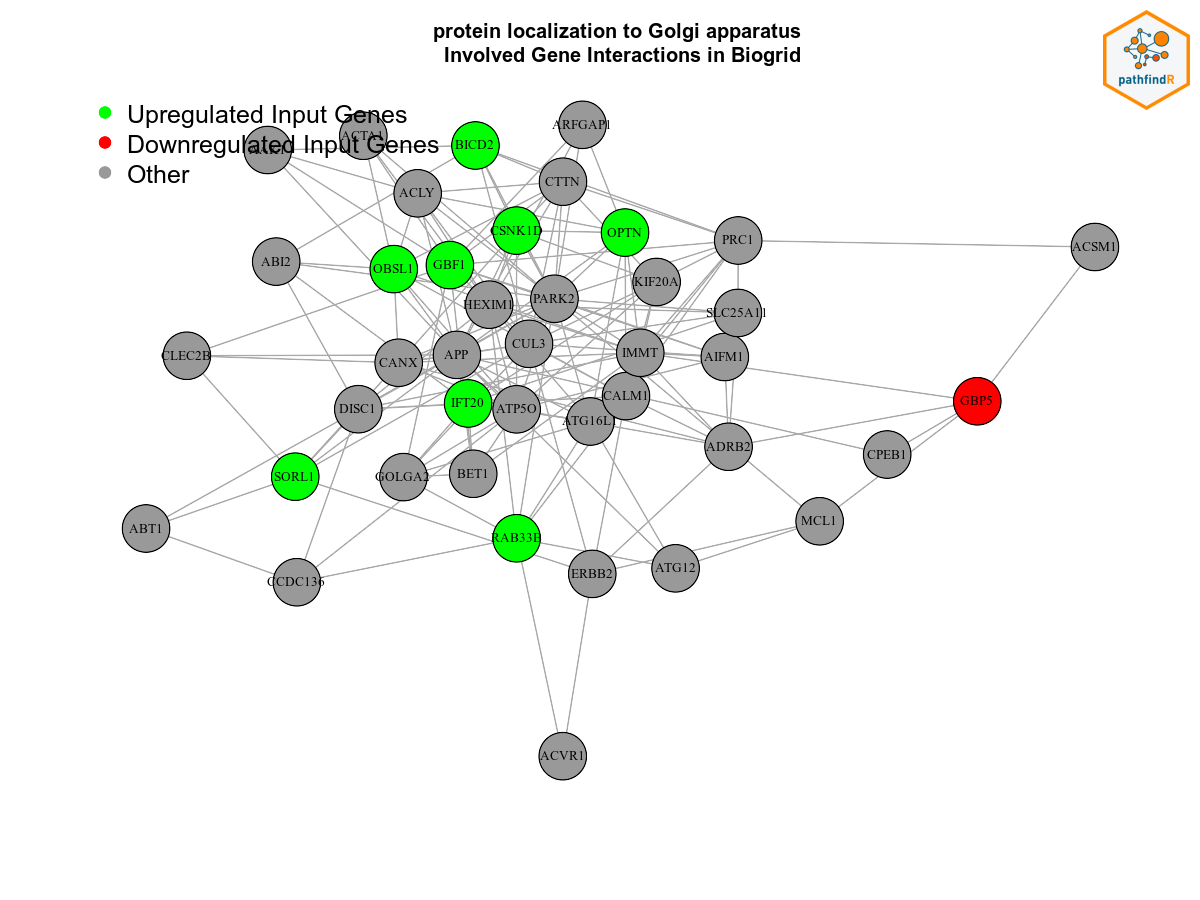 protein localization to Golgi apparatus
Involved Gene Interactions in Biogrid
pathfindR
Upregulated Input Genes
Downregulated Input Genes
Other
ACTA1
BICD2
ARFGAP1
ACLY
CTTN
CSNK1D
OPTN
PRC1
ACSM1
ABI2
OBSL1
GBF1
KIF20A
HEXIM1
PARK2
SLC25A11
CLEC2B
CANX
APP
CUL3
IMMT
AIFM1
DISC1
IFT20
ATP5O
CALM1
ATG16L1
GBP5
ADRB2
CPEB1
SORL1
GOLGA2
BET1
ABT1
RAB33B
MCL1
CCDC136
ERBB2
ATG12
ACVR1